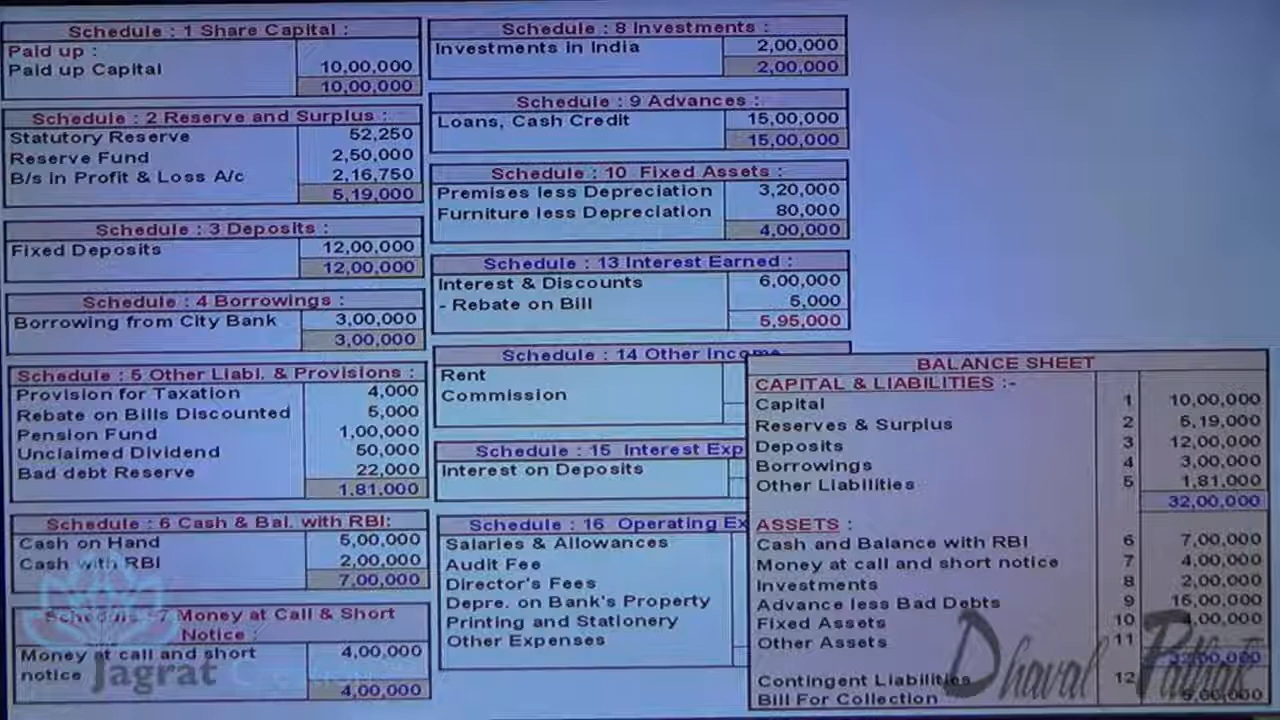 Schedule : 1 Share Capital :
Paid up :
Paid up Capital 10,00,000
10,00,000
Schedule : 2 Reserve and Surplus :
Statutory Reserve 52,250
Reserve Fund 2,50,000
B/s in Profit & Loss A/c 2,16,750
5,19,000
Schedule : 3 Deposits :
Fixed Deposits 12,00,000
12,00,000
Schedule : 4 Borrowings :
Borrowing from City Bank 3,00,000
3,00,000
Schedule : 5 Other Liabl. & Provisions :
Provision for Taxation 4,000
Rebate on Bills Discounted 5,000
Pension Fund 1,00,000
Unclaimed Dividend 50,000
Bad debt Reserve 22,000
1,81,000
Schedule : 6 Cash & Bal. with RBI:
Cash on Hand 5,00,000
Cash with RBI 2,00,000
7,00,000
Schedule : 7 Money at Call & Short
Notice :
Money at call and short 4,00,000
notice
4,00,000
Schedule : 8 Investments :
Investments in India 2,00,000
2,00,000
Schedule : 9 Advances :
Loans, Cash Credit 15,00,000
15,00,000
Schedule : 10 Fixed Assets :
Premises less Depreciation 3,20,000
Furniture less Depreciation 80,000
4,00,000
Schedule : 13 Interest Earned :
Interest & Discounts 6,00,000
- Rebate on Bill 5,000
5,95,000
Schedule : 14 Other Income
Rent
Commission
Schedule : 15 Interest Exp
Interest on Deposits
Schedule : 16 Operating Ex
Salaries & Allowances
Audit Fee
Director's Fees
Depre. on Bank's Property
Printing and Stationery
Other Expenses
BALANCE SHEET
CAPITAL & LIABILITIES :-
Capital 1 10,00,000
Reserves & Surplus 2 5,19,000
Deposits 3 12,00,000
Borrowings 4 3,00,000
Other Liabilities 5 1,81,000
32,00,000
ASSETS :
Cash and Balance with RBI 6 7,00,000
Money at call and short notice 7 4,00,000
Investments 8 2,00,000
Advance less Bad Debts 9 15,00,000
Fixed Assets 10 4,00,000
Other Assets 11
32,00,000
Contingent Liabilities 12
Bill For Collection
Jagrat
Dhaval Pathak